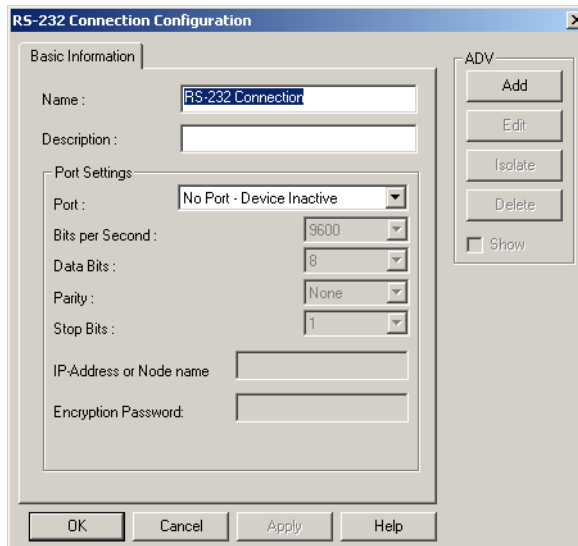 RS-232 Connection Configuration
Basic Information
Name :
RS-232 Connection
Description :
Port Settings
Port :
No Port - Device Inactive
Bits per Second :
9600
Data Bits :
8
Parity :
None
Stop Bits :
1
IP-Address or Node name
Encryption Password:
ADV
Add
Edit
Isolate
Delete
Show
OK
Cancel
Apply
Help